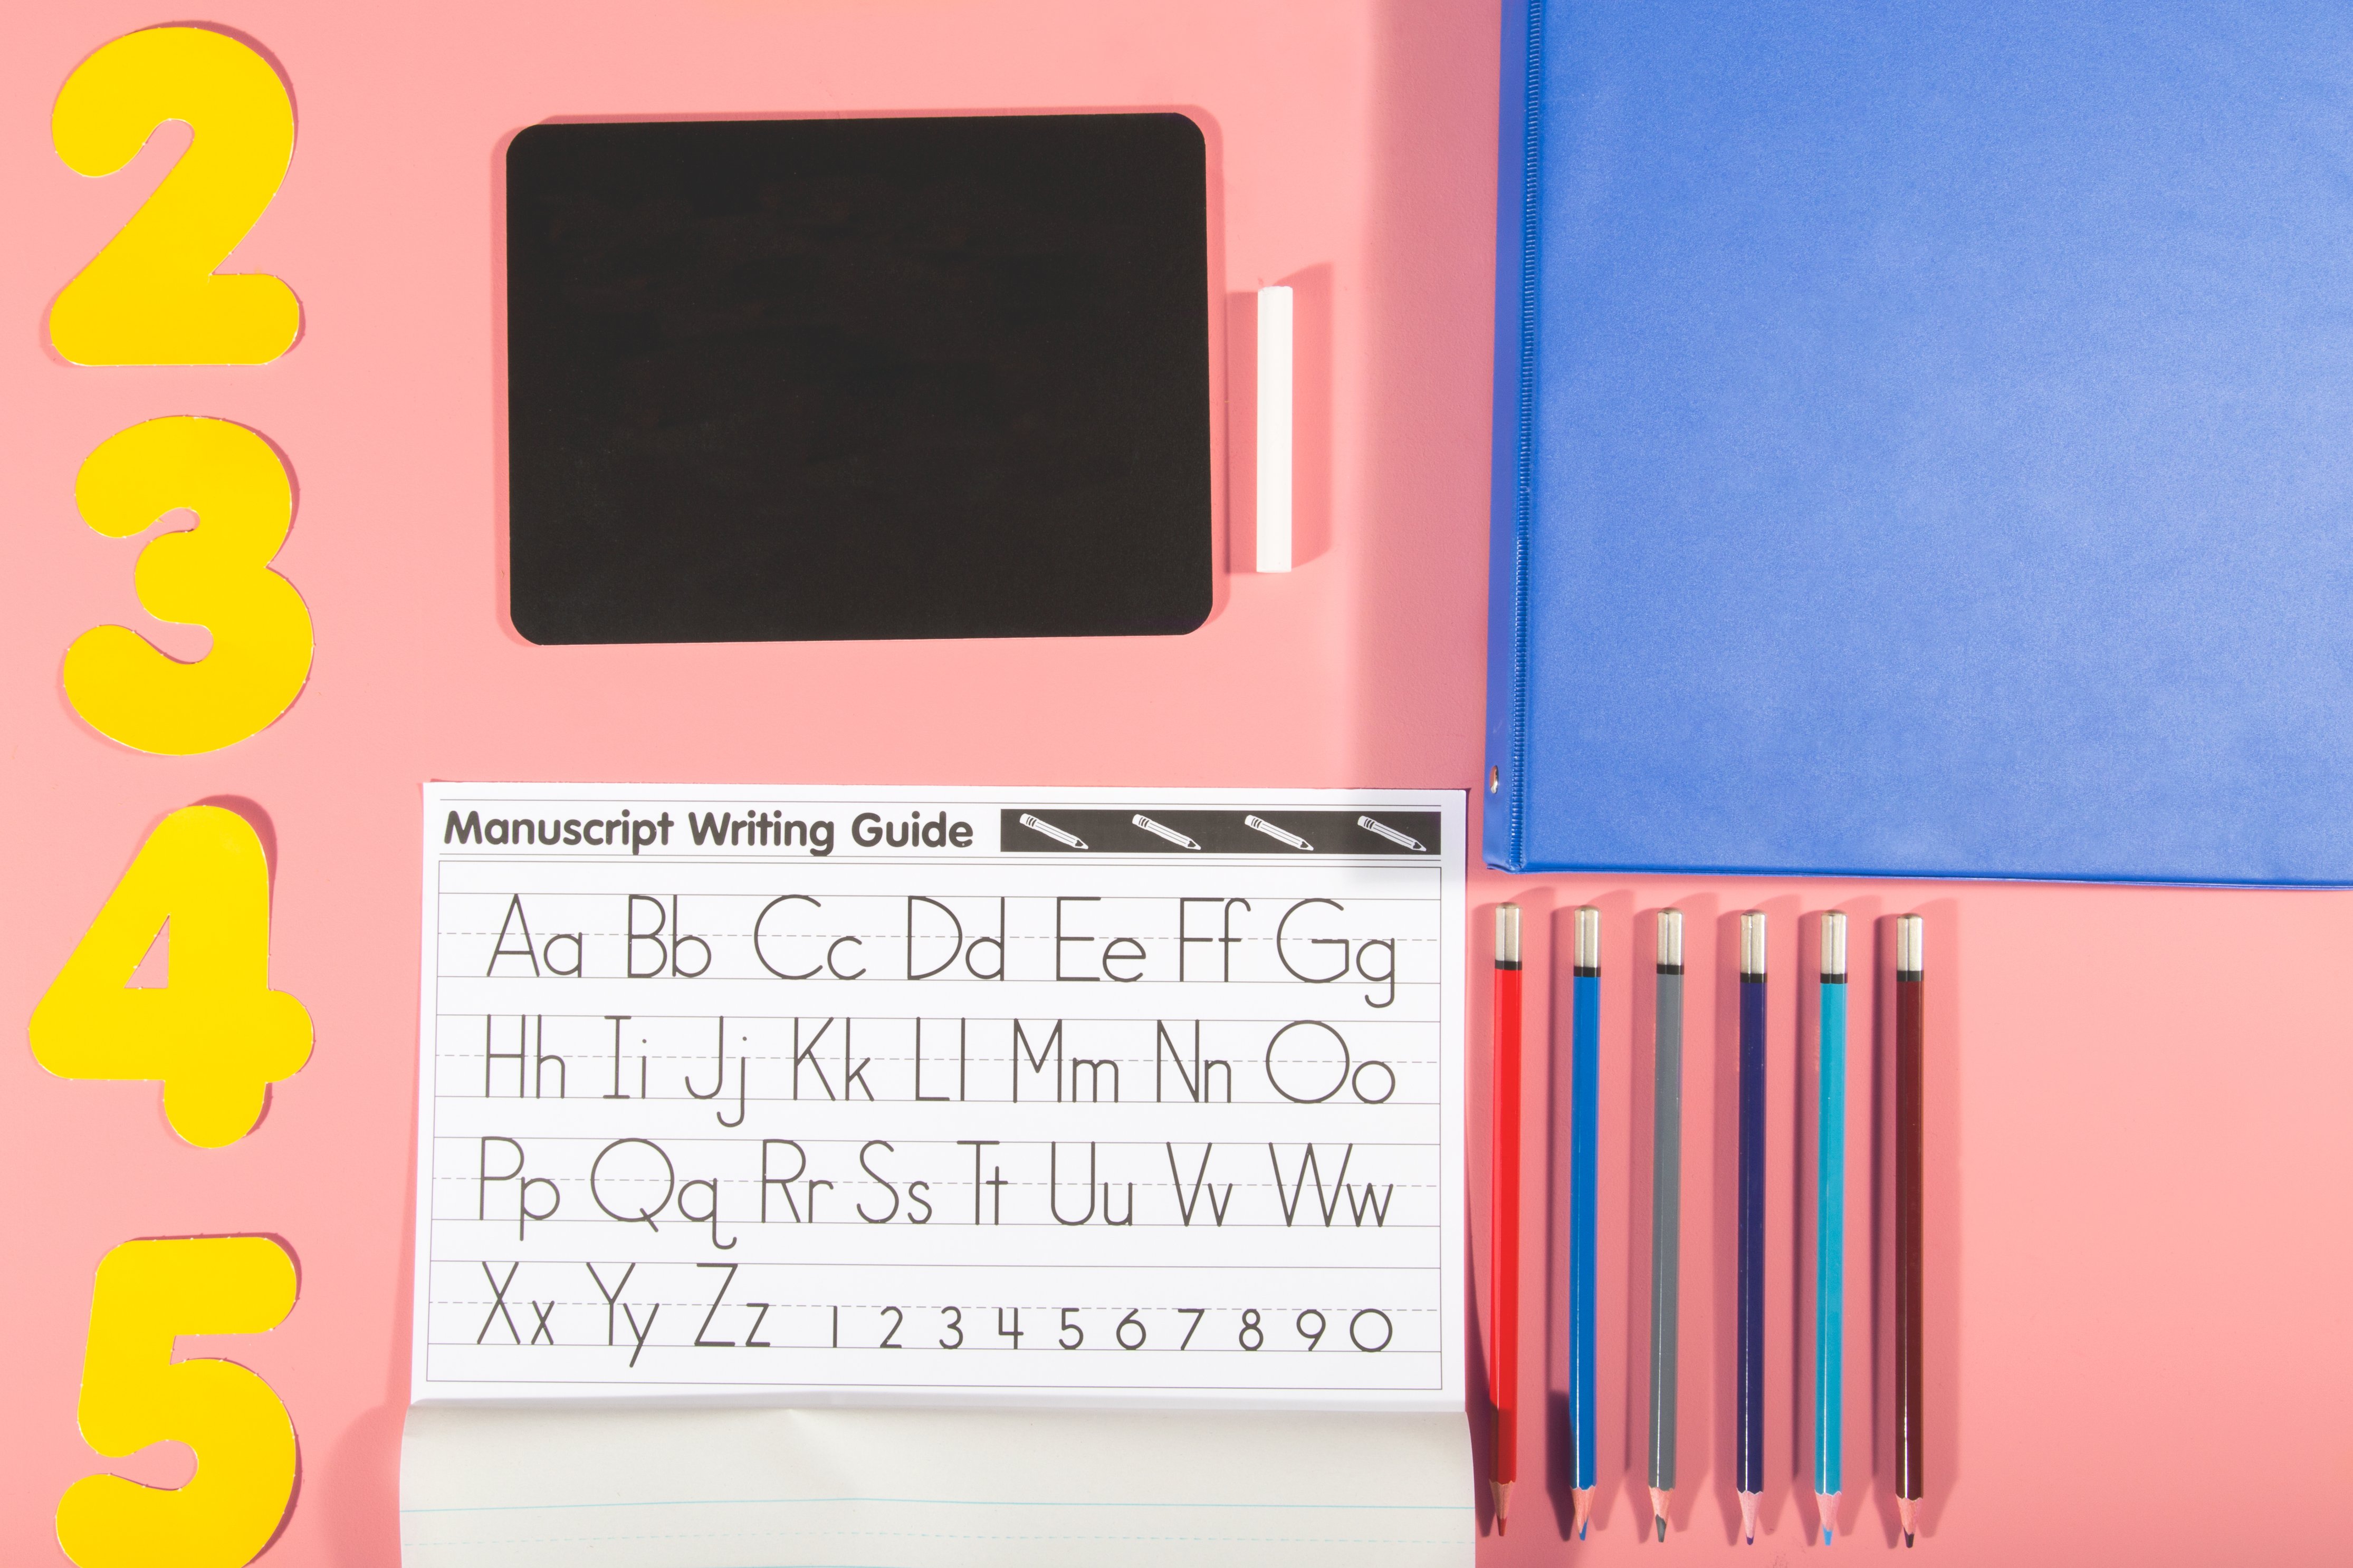 2
3
4
5
Manuscript Writing Guide
Aa Bb Cc Dd Ee Ff Gg
Hh Ii Jj Kk Ll Mm Nn Oo
Pp Qq Rr Ss Tt Uu Vv Ww
Xx Yy Zz 1 2 3 4 5 6 7 8 9 0